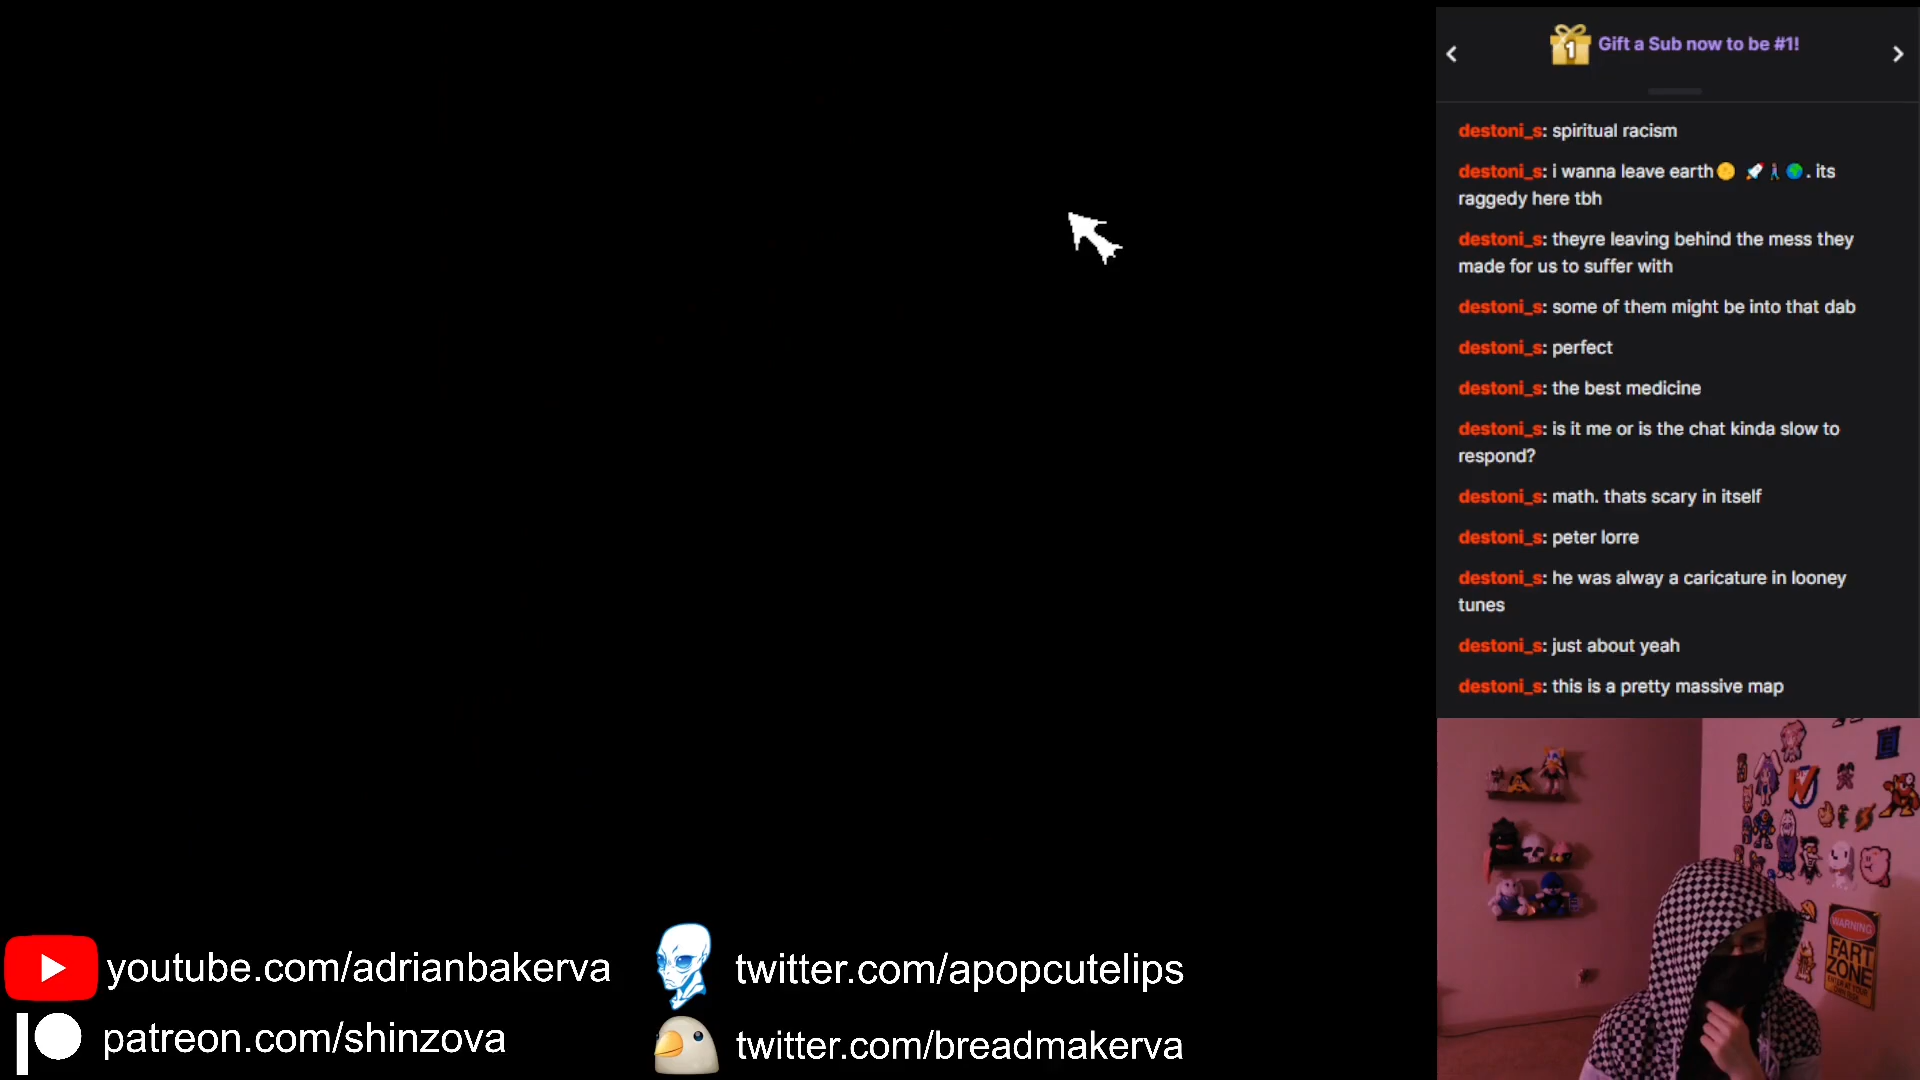 1 Gift a Sub now to be #1!
destoni_s: spiritual racism
destoni_s: i wanna leave earth🌕 🚀🚶🌍. its
raggedy here tbh
destoni_s: theyre leaving behind the mess they
made for us to suffer with
destoni_s: some of them might be into that dab
destoni_s: perfect
destoni_s: the best medicine
destoni_s: is it me or is the chat kinda slow to
respond?
destoni_s: math. thats scary in itself
destoni_s: peter lorre
destoni_s: he was alway a caricature in looney
tunes
destoni_s: just about yeah
destoni_s: this is a pretty massive map
WARNING
FART
ZONE
youtube.com/adrianbakerva
twitter.com/apopcutelips
patreon.com/shinzova
twitter.com/breadmakerva